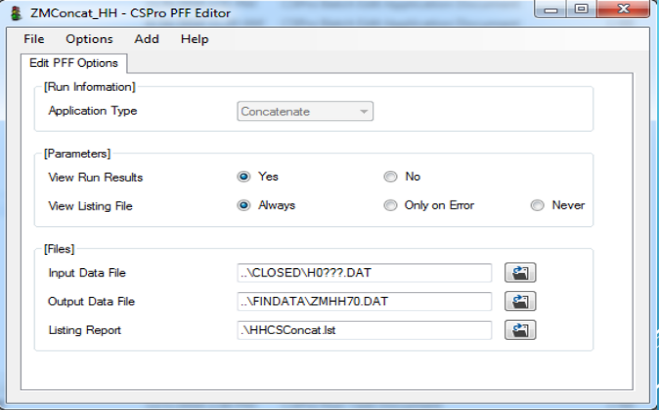 ZMConcat_HH - CSPro PFF Editor
File Options Add Help
Edit PFF Options
[Run Information]
Application Type Concatenate
[Parameters]
View Run Results Yes No
View Listing File Always Only on Error Never
[Files]
Input Data File ..\CLOSED\H0???.DAT
Output Data File ..\FINDATA\ZMHH70.DAT
Listing Report .\HHCSConcat.lst